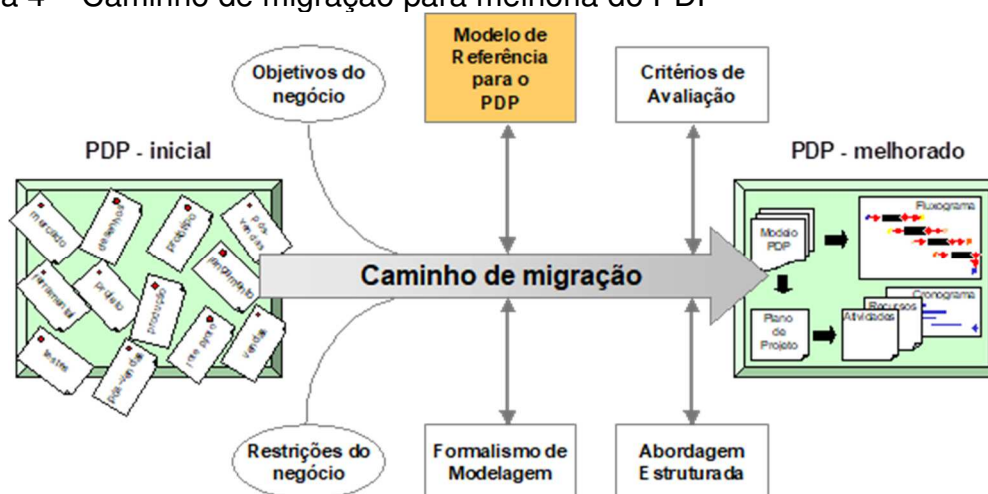 a 4 – Caminho de migração para melhoria do PDP
Modelo de
Referência
para o
PDP
Objetivos do
negócio
Critérios de
Avaliação
PDP - inicial
PDP - melhorado
mercado
desenhos
protótipo
pós-
vendas
ferramental
projeto
produção
lançamento
testes
pós-vendas
vendas
Caminho de migração
Modelo
PDP
Fluxograma
Plano
de
Projeto
Atividades
Recursos
Cronograma
Restrições do
negócio
Formalismo de
Modelagem
Abordagem
Estruturada